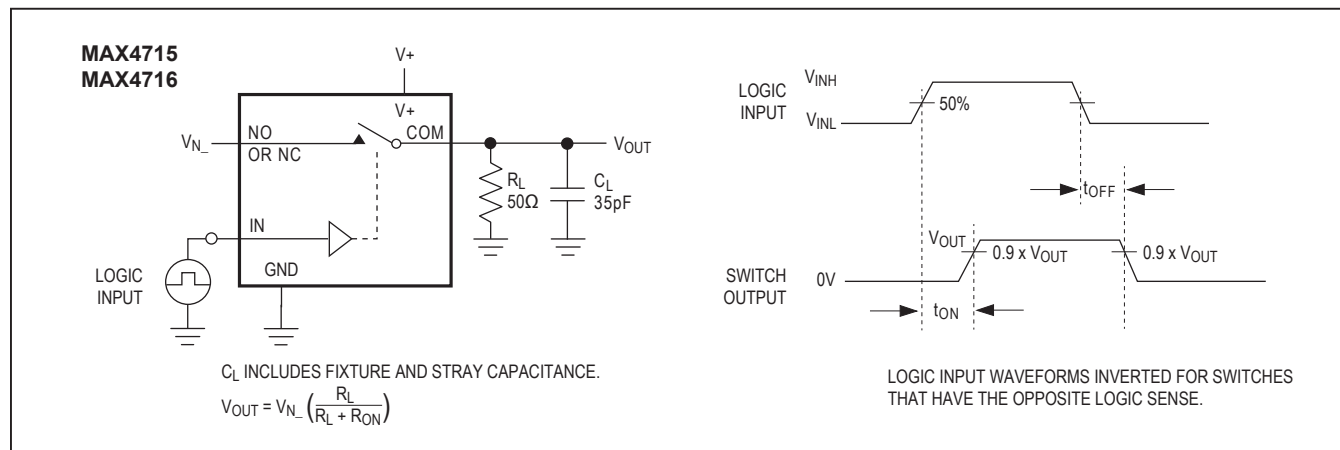 MAX4715
MAX4716
V+
V+
V_N_
NO
OR NC
COM
V_OUT
R_L
50Ω
C_L
35pF
IN
LOGIC
INPUT
GND
C_L INCLUDES FIXTURE AND STRAY CAPACITANCE.
V_OUT = V_N_ (R_L / (R_L + R_ON))
LOGIC
INPUT
V_INH
V_INL
50%
t_OFF
SWITCH
OUTPUT
V_OUT
0V
0.9 x V_OUT
0.9 x V_OUT
t_ON
LOGIC INPUT WAVEFORMS INVERTED FOR SWITCHES
THAT HAVE THE OPPOSITE LOGIC SENSE.